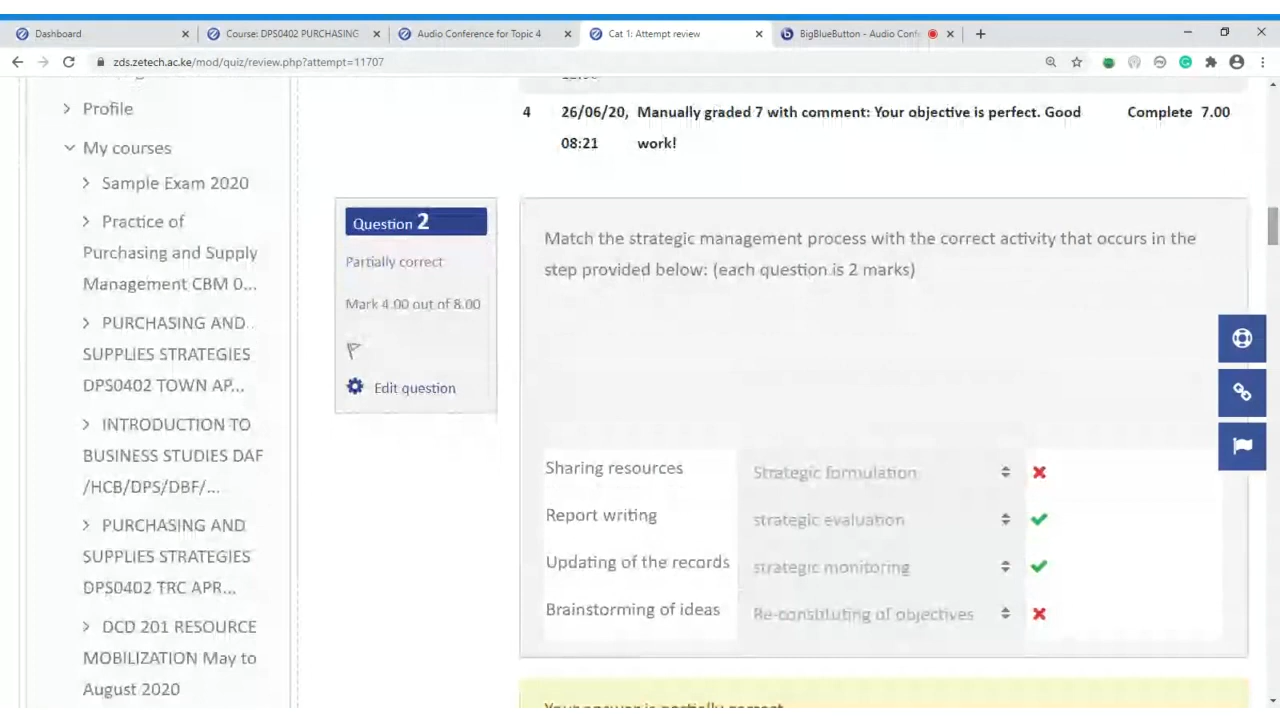 Dashboard
Course: DPS0402 PURCHASING
Audio Conference for Topic 4
Cat 1: Attempt review
BigBlueButton - Audio Conf
zds.zetech.ac.ke/mod/quiz/review.php?attempt=11707
Profile
My courses
Sample Exam 2020
Practice of
Purchasing and Supply
Management CBM 0...
PURCHASING AND
SUPPLIES STRATEGIES
DPS0402 TOWN AP...
INTRODUCTION TO
BUSINESS STUDIES DAF
/HCB/DPS/DBF/...
PURCHASING AND
SUPPLIES STRATEGIES
DPS0402 TRC APR...
DCD 201 RESOURCE
MOBILIZATION May to
August 2020
4 26/06/20, Manually graded 7 with comment: Your objective is perfect. Good Complete 7.00
08:21 work!
Question 2
Partially correct
Mark 4.00 out of 8.00
Edit question
Match the strategic management process with the correct activity that occurs in the
step provided below: (each question is 2 marks)
Sharing resources Strategic formulation
Report writing strategic evaluation
Updating of the records strategic monitoring
Brainstorming of ideas Re-constituting of objectives
Your answer is partially correct.